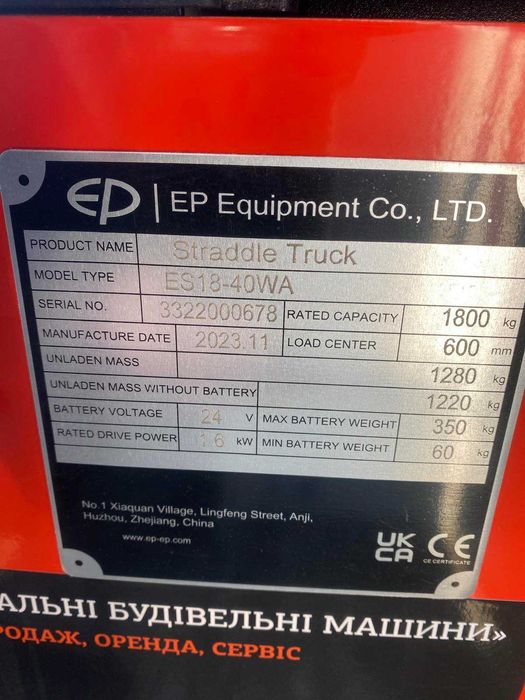 EP | EP Equipment Co., LTD.
PRODUCT NAME Straddle Truck
MODEL TYPE ES18-40WA
SERIAL NO. 3322000678 RATED CAPACITY 1800 kg
MANUFACTURE DATE 2023.11 LOAD CENTER 600 mm
UNLADEN MASS 1280 kg
UNLADEN MASS WITHOUT BATTERY 1220 kg
BATTERY VOLTAGE 24 V MAX BATTERY WEIGHT 350 kg
RATED DRIVE POWER 1.6 kW MIN BATTERY WEIGHT 60 kg
No.1 Xiaquan Village, Lingfeng Street, Anji,
Huzhou, Zhejiang, China
www.ep-ep.com
UK
CA CE
CE CERTIFICATE
АЛЬНІ БУДІВЕЛЬНІ МАШИНИ»
РОДАЖ, ОРЕНДА, СЕРВІС